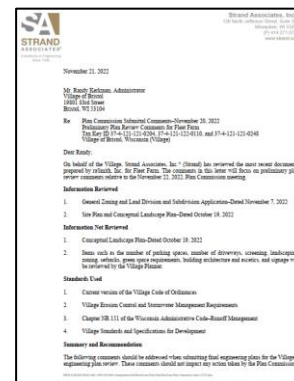 SA
STRAND
ASSOCIATES®
Strand Associates, Inc
November 21, 2022
Mr. Randy Kerkman, Administrator
Village of Bristol
19801 83rd Street
Bristol, WI 53104
Re: Plan Commission Submittal Comments–November 20, 2022
Preliminary Plan Review Comments for Fleet Farm
Tax Key ID 37-4-121-121-0204, 37-4-121-122-0110, and 37-4-121-121-0240
Village of Bristol, Wisconsin (Village)
Dear Randy,
On behalf of the Village, Strand Associates, Inc.® (Strand) has reviewed the most recent document
prepared by Inc. for Fleet Farm. The comments in this letter will focus on preliminary pla
review comments relative to the November 22, 2022, Plan Commission meeting.
Information Reviewed
1. General Zoning and Land Division and Subdivision Application–Dated November 7, 2022
2. Site Plan and Conceptual Landscape Plan–Dated October 19, 2022
Information Not Reviewed
1. Conceptual Landscape Plan–Dated October 19, 2022
2. Items such as the number of parking spaces, number of driveways, screening, landscaping
zoning, setbacks, green space requirements, building architecture and aesthetics, and signage wi
be reviewed by the Village Planner.
Standards Used
1. Current version of the Village Code of Ordinances
2. Village Erosion Control and Stormwater Management Requirements
3. Chapter NR 151 of the Wisconsin Administrative Code–Runoff Management
4. Village Standards and Specifications for Development
Summary and Recommendation
The following comments should be addressed when submitting final engineering plans for the Village
engineering plan review. These comments should not impact any action taken by the Plan Commission